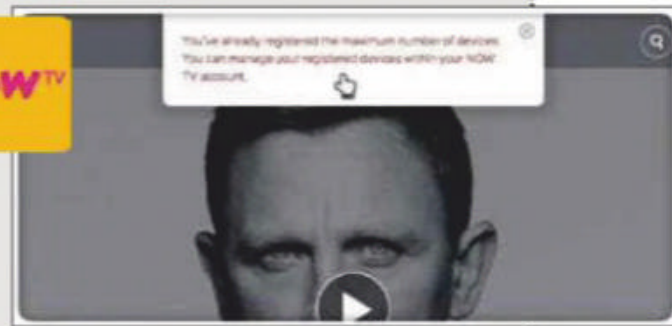 You've already registered the maximum number of devices.
You can manage your registered devices within your NOW
TV account.
W TV